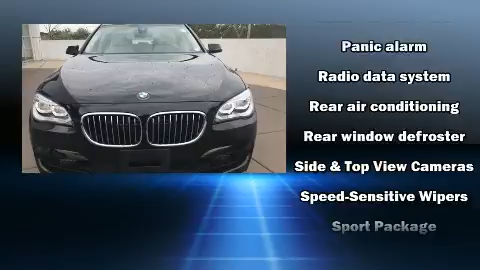 Panic alarm
Radio data system
Rear air conditioning
Rear window defroster
Side & Top View Cameras
Speed-Sensitive Wipers
Sport Package